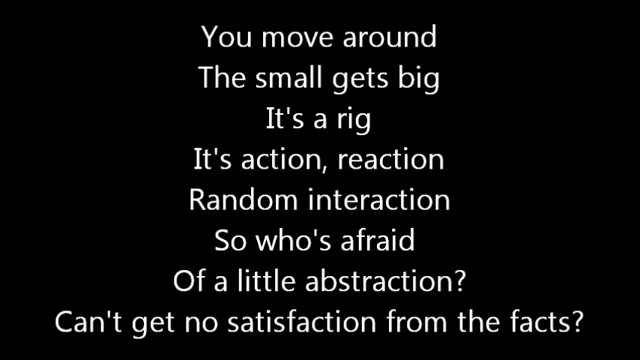 You move around
The small gets big
It's a rig
It's action, reaction
Random interaction
So who's afraid
Of a little abstraction?
Can't get no satisfaction from the facts?